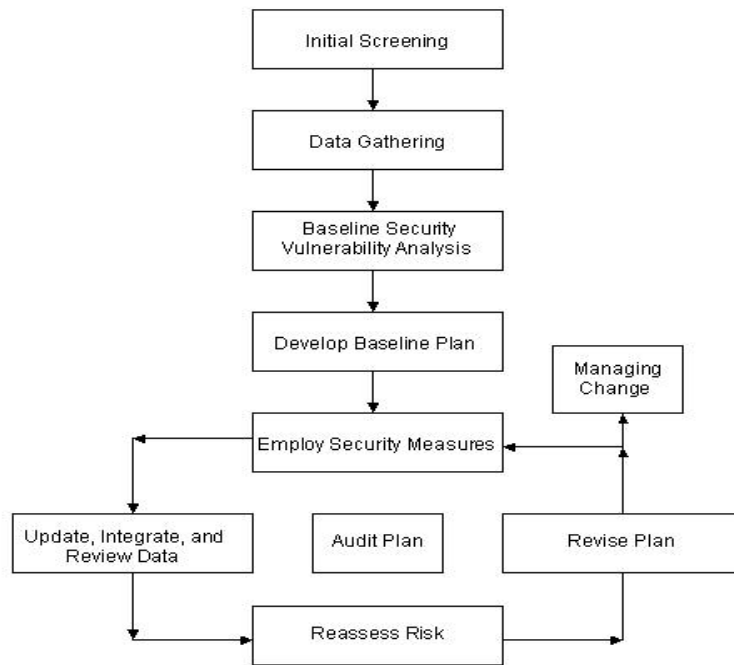 Initial Screening
Data Gathering
Baseline Security
Vulnerability Analysis
Develop Baseline Plan
Managing
Change
Employ Security Measures
Update, Integrate, and
Review Data
Audit Plan
Revise Plan
Reassess Risk